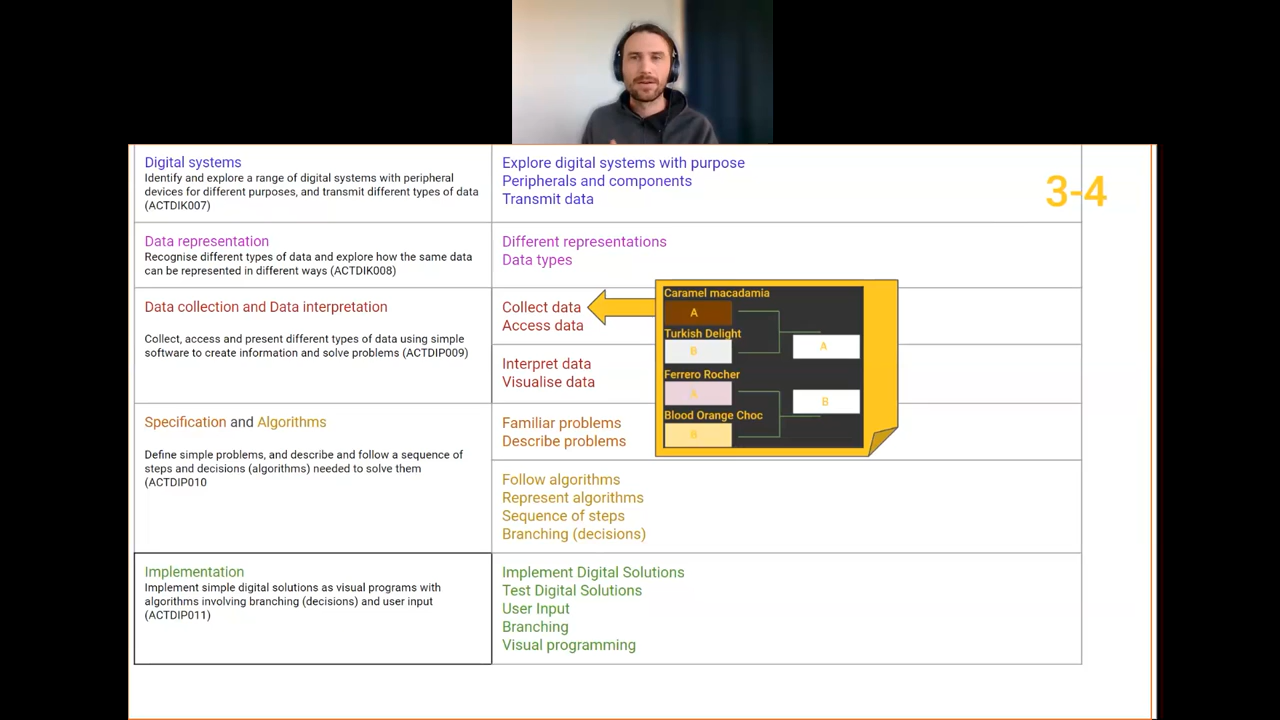 Digital systems
Identify and explore a range of digital systems with peripheral
devices for different purposes, and transmit different types of data
(ACTDIK007)
Explore digital systems with purpose
Peripherals and components
Transmit data
3-4
Data representation
Recognise different types of data and explore how the same data
can be represented in different ways (ACTDIK008)
Different representations
Data types
Data collection and Data interpretation
Collect, access and present different types of data using simple
software to create information and solve problems (ACTDIP009)
Collect data
Access data
Interpret data
Visualise data
Caramel macadamia
A
Turkish Delight
B
A
Ferrero Rocher
A
B
Blood Orange Choc
B
Specification and Algorithms
Define simple problems, and describe and follow a sequence of
steps and decisions (algorithms) needed to solve them
(ACTDIP010
Familiar problems
Describe problems
Follow algorithms
Represent algorithms
Sequence of steps
Branching (decisions)
Implementation
Implement simple digital solutions as visual programs with
algorithms involving branching (decisions) and user input
(ACTDIP011)
Implement Digital Solutions
Test Digital Solutions
User Input
Branching
Visual programming